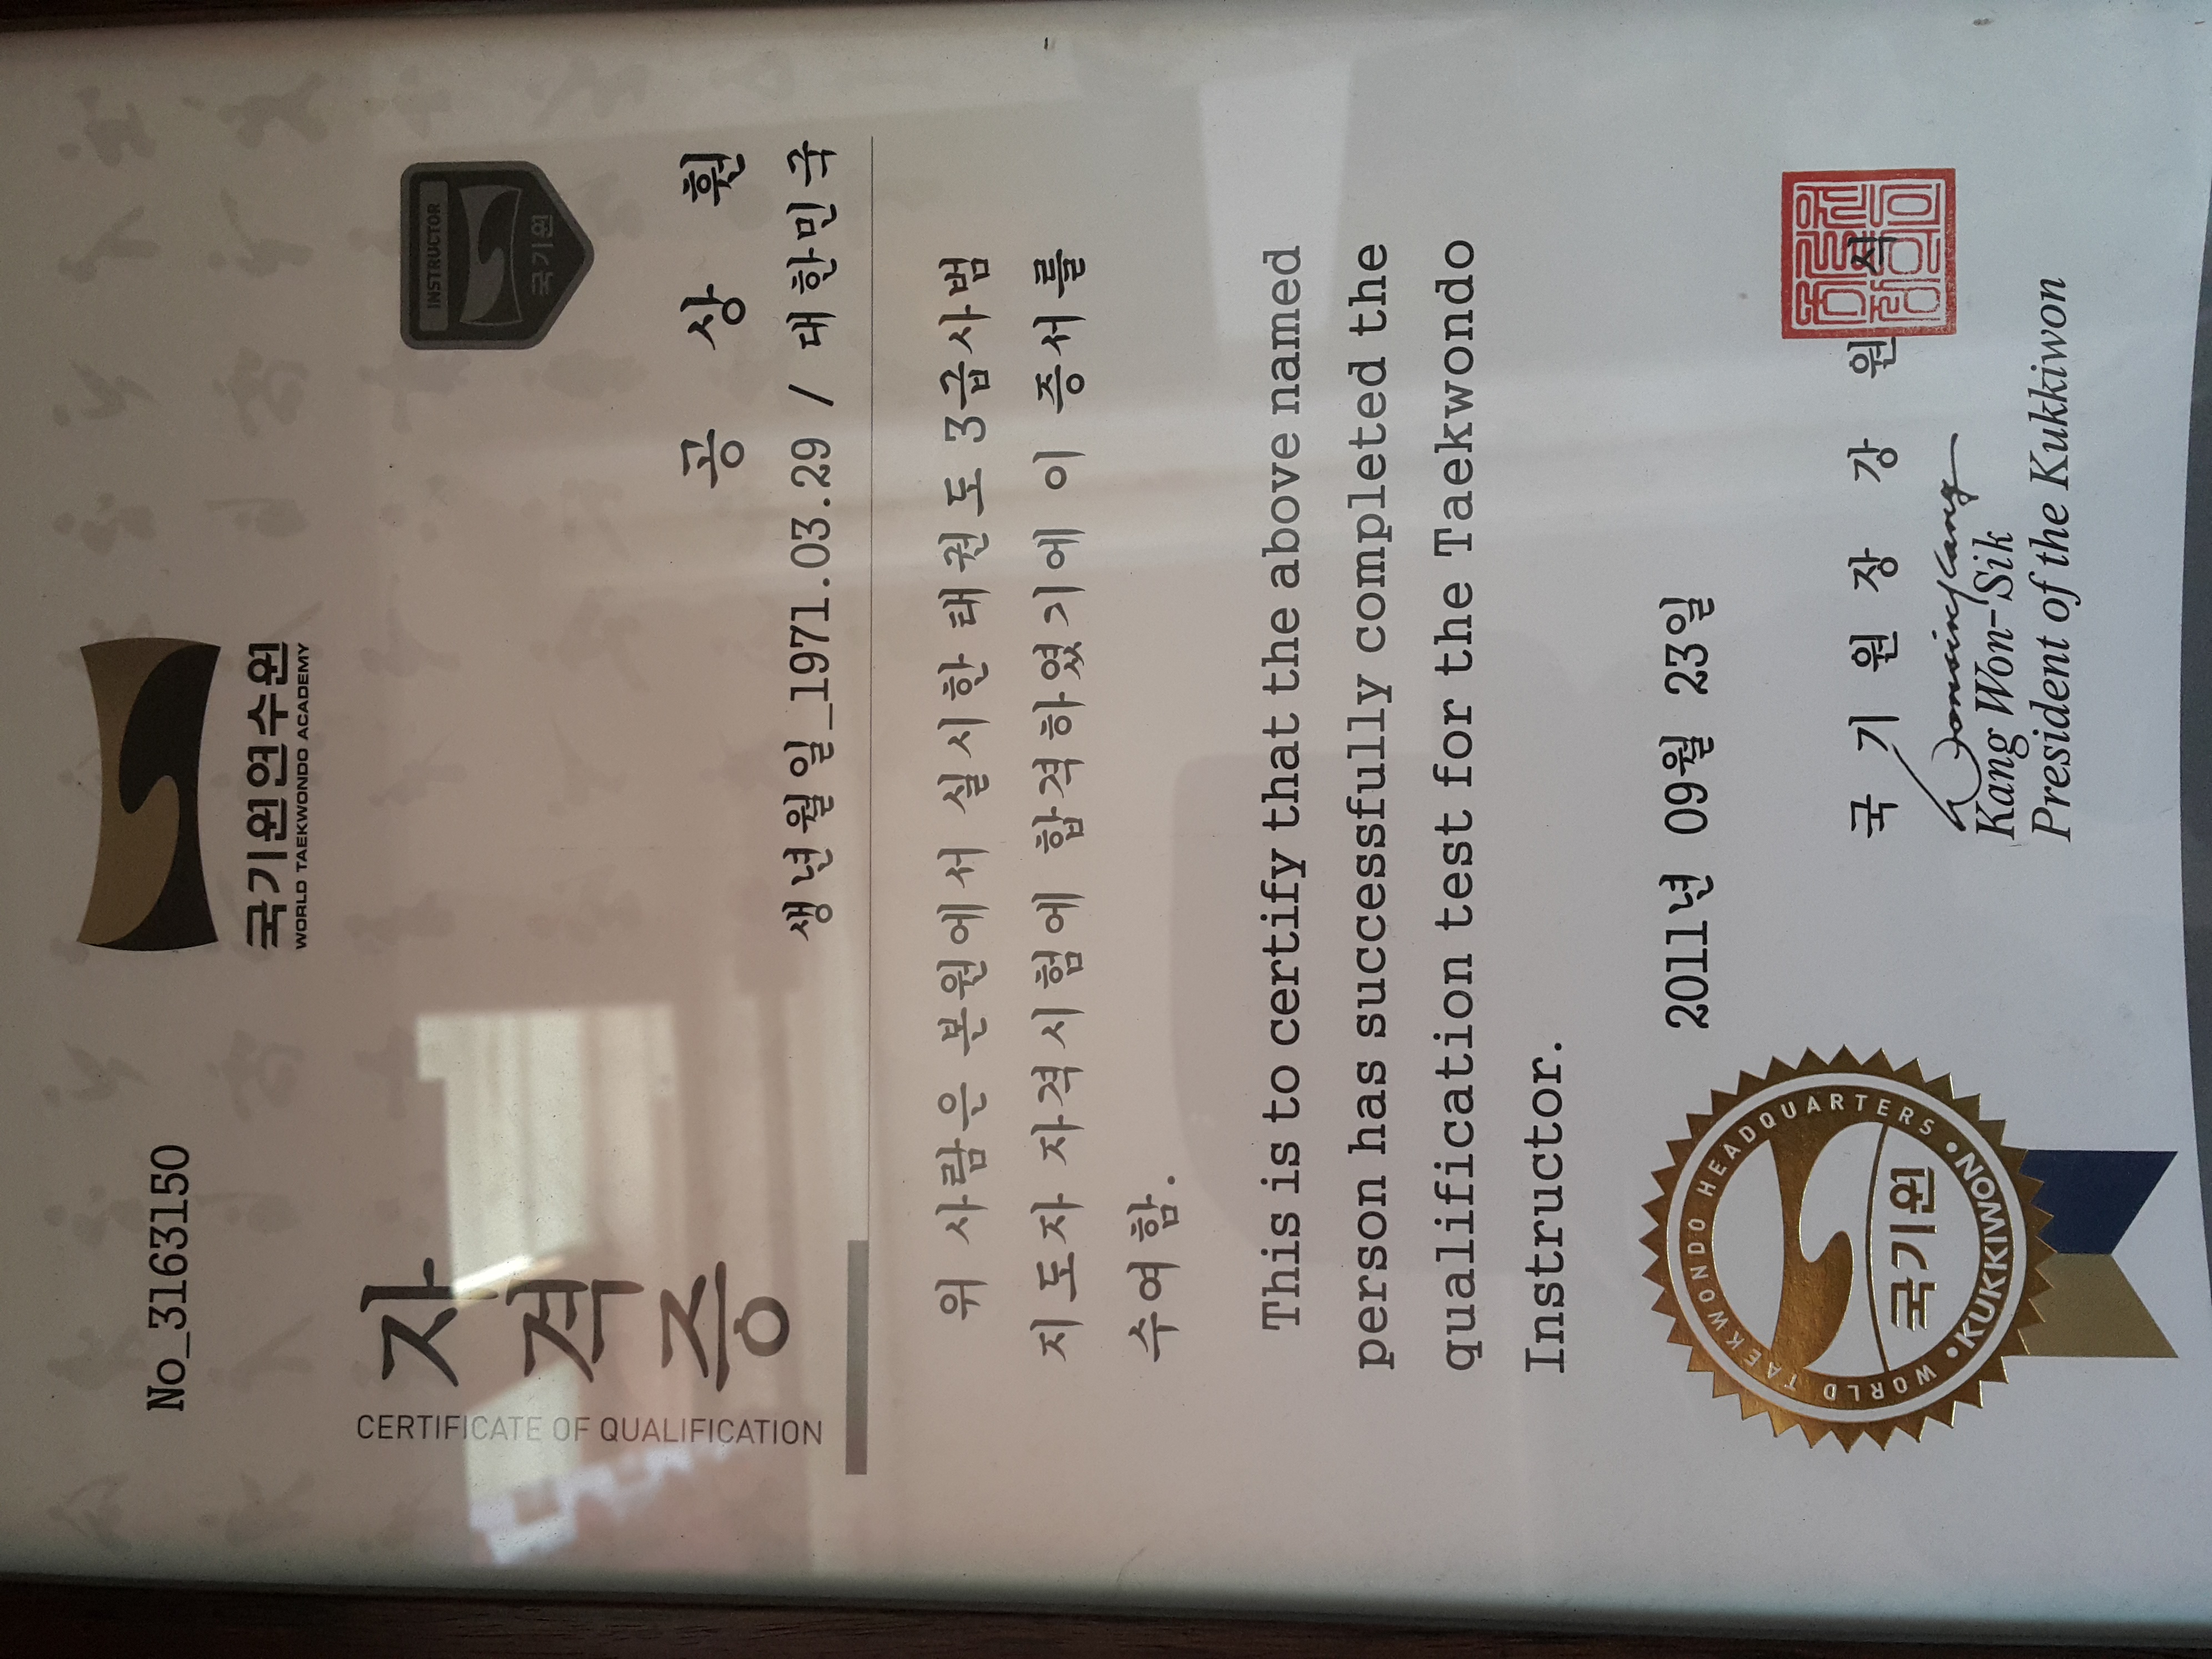 No_3163150
국기원연수원
WORLD TAEKWONDO ACADEMY
INSTRUCTOR
국기원
자격증
CERTIFICATE OF QUALIFICATION
공 상 훤
생년월일_1971.03.29 / 대한민국
위 사람은 본원에서 실시한 태권도 3급사범
지도자 자격시험에 합격하였기에 이 증서를
수여함.
This is to certify that the above named
person has successfully completed the
qualification test for the Taekwondo
Instructor.
2011년 09월 23일
국 기 원 장 강 원 식
Kang Won-Sik
President of the Kukkiwon
WORLD TAEKWONDO HEADQUARTERS
국기원
• KUKKIWON •